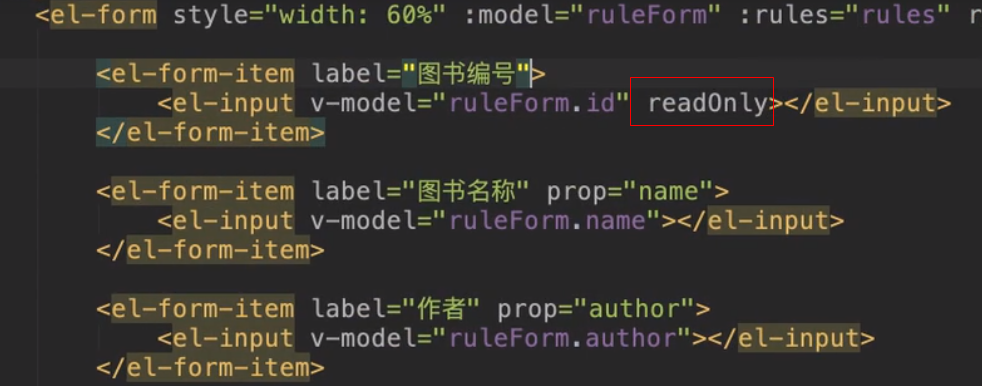 <el-form style="width: 60%" :model="ruleForm" :rules="rules" r
<el-form-item label="图书编号">
<el-input v-model="ruleForm.id" readOnly></el-input>
</el-form-item>
<el-form-item label="图书名称" prop="name">
<el-input v-model="ruleForm.name"></el-input>
</el-form-item>
<el-form-item label="作者" prop="author">
<el-input v-model="ruleForm.author"></el-input>
</el-form-item>